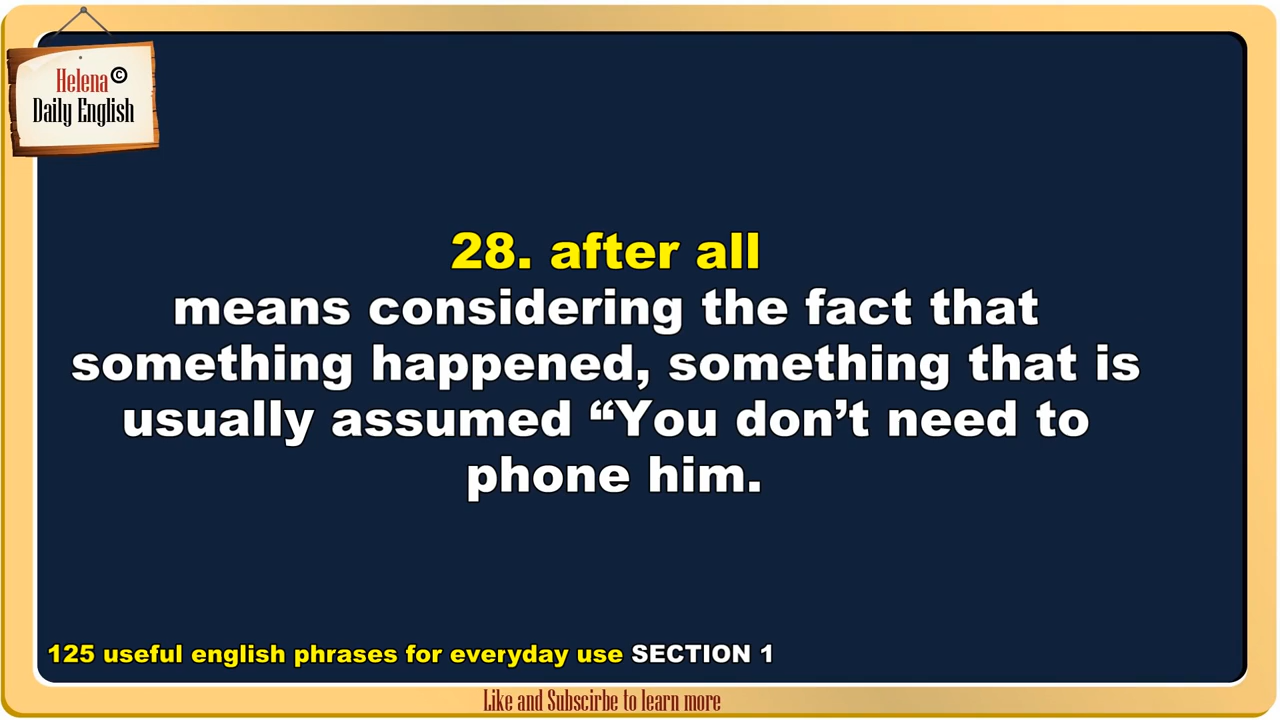 Helena ©
Daily English
28. after all
means considering the fact that
something happened, something that is
usually assumed “You don’t need to
phone him.
125 useful english phrases for everyday use SECTION 1
Like and Subscirbe to learn more